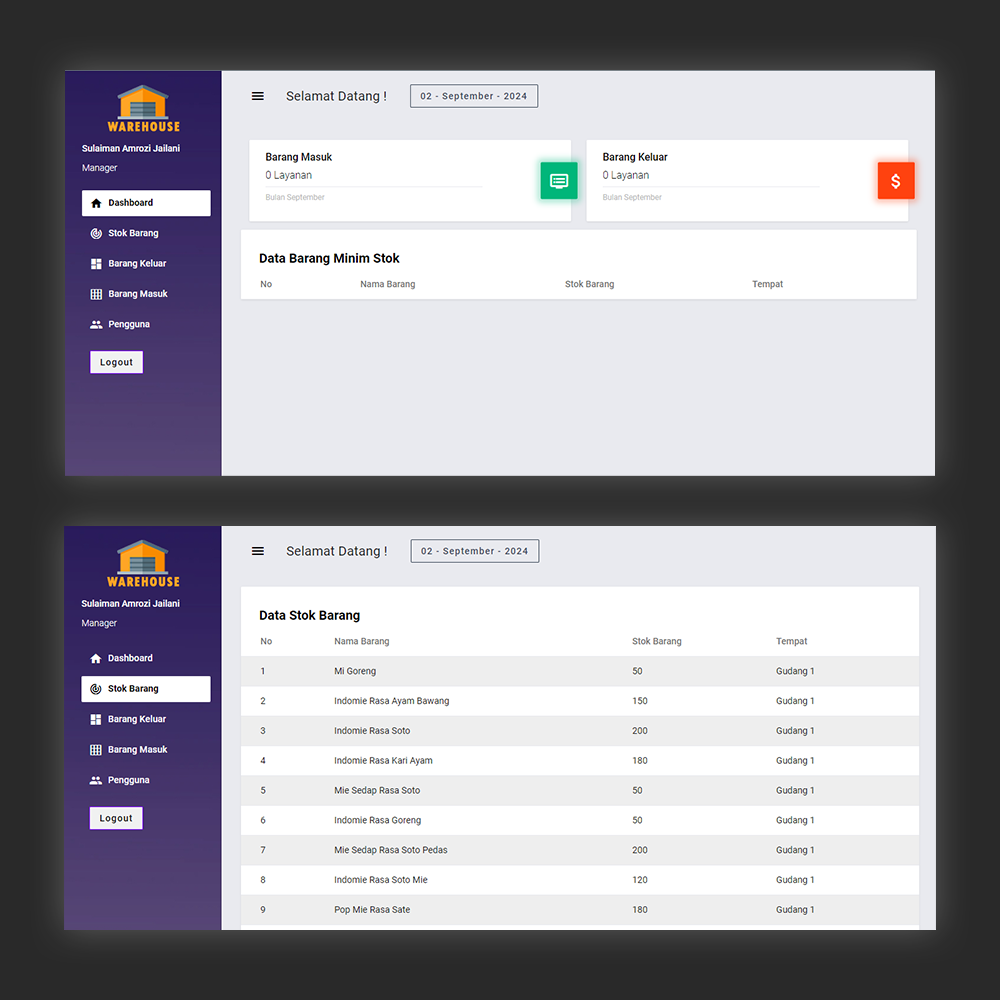 WAREHOUSE
Sulaiman Amrozi Jailani
Manager
Dashboard
Stok Barang
Barang Keluar
Barang Masuk
Pengguna
Logout
Selamat Datang ! 02 - September - 2024
Barang Masuk
0 Layanan
Bulan September
Barang Keluar
0 Layanan
Bulan September
$
Data Barang Minim Stok
No Nama Barang Stok Barang Tempat
WAREHOUSE
Sulaiman Amrozi Jailani
Manager
Dashboard
Stok Barang
Barang Keluar
Barang Masuk
Pengguna
Logout
Selamat Datang ! 02 - September - 2024
Data Stok Barang
No Nama Barang Stok Barang Tempat
1 Mi Goreng 50 Gudang 1
2 Indomie Rasa Ayam Bawang 150 Gudang 1
3 Indomie Rasa Soto 200 Gudang 1
4 Indomie Rasa Kari Ayam 180 Gudang 1
5 Mie Sedap Rasa Soto 50 Gudang 1
6 Indomie Rasa Goreng 50 Gudang 1
7 Mie Sedap Rasa Soto Pedas 200 Gudang 1
8 Indomie Rasa Soto Mie 120 Gudang 1
9 Pop Mie Rasa Sate 180 Gudang 1